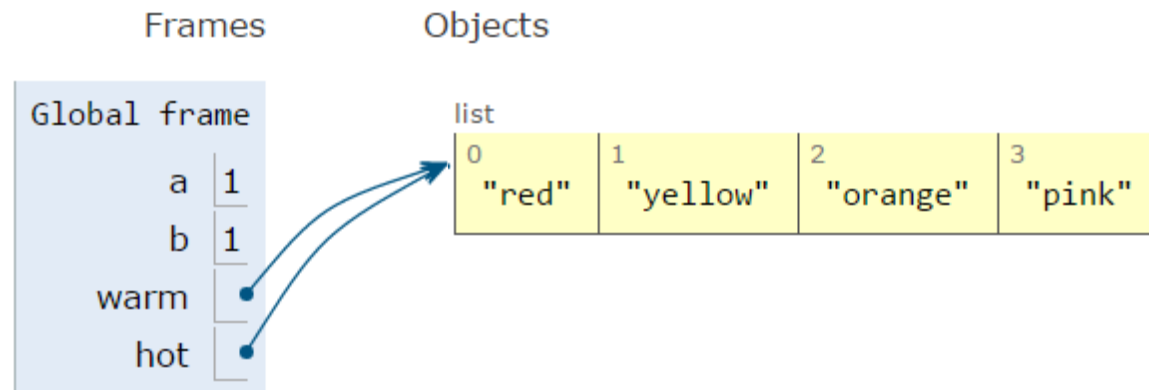 Frames Objects
Global frame
list
a 1
b 1
warm
hot
0 1 2 3
"red" "yellow" "orange" "pink"